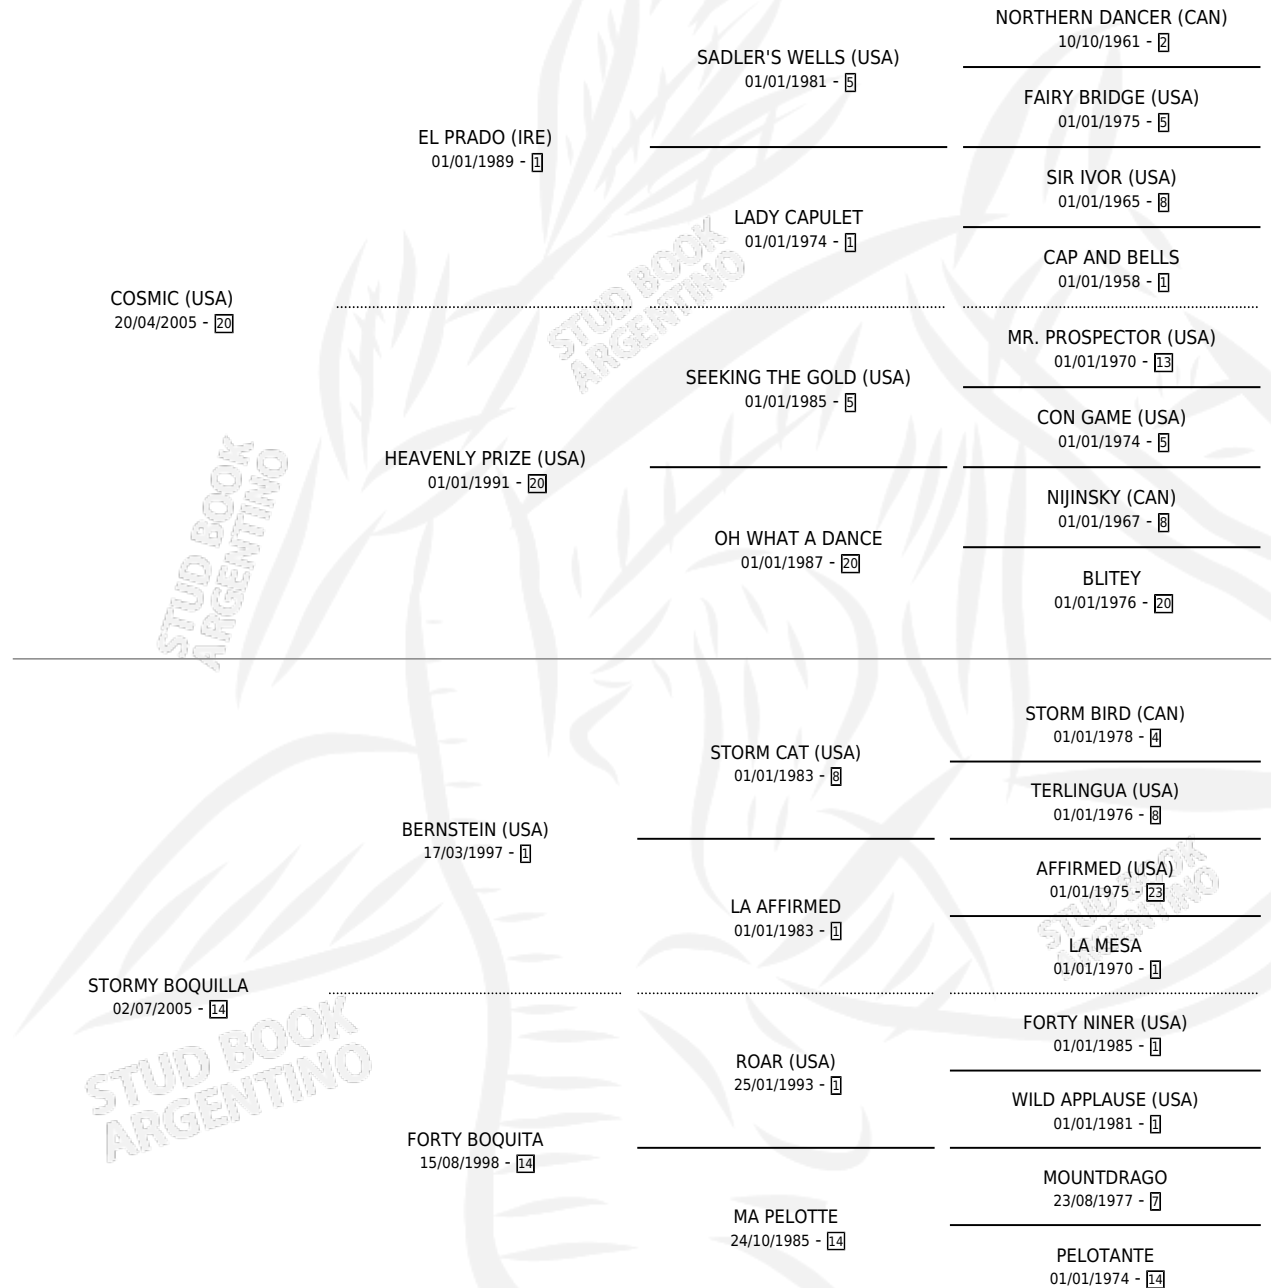 NORTHERN DANCER (CAN)
10/10/1961 - 2
SADLER'S WELLS (USA)
01/01/1981 - 5
FAIRY BRIDGE (USA)
01/01/1975 - 5
EL PRADO (IRE)
01/01/1989 - 1
SIR IVOR (USA)
01/01/1965 - 8
LADY CAPULET
01/01/1974 - 1
CAP AND BELLS
01/01/1958 - 1
COSMIC (USA)
20/04/2005 - 20
STUD BOOK
ARGENTINO
MR. PROSPECTOR (USA)
01/01/1970 - 13
SEEKING THE GOLD (USA)
01/01/1985 - 5
CON GAME (USA)
01/01/1974 - 5
HEAVENLY PRIZE (USA)
01/01/1991 - 20
NIJINSKY (CAN)
01/01/1967 - 8
OH WHAT A DANCE
01/01/1987 - 20
BLITEY
01/01/1976 - 20
STUD BOOK
ARGENTINO
STORM BIRD (CAN)
01/01/1978 - 4
STORM CAT (USA)
01/01/1983 - 8
TERLINGUA (USA)
01/01/1976 - 8
BERNSTEIN (USA)
17/03/1997 - 1
AFFIRMED (USA)
01/01/1975 - 23
LA AFFIRMED
01/01/1983 - 1
STUD BOOK
ARGENTINO
LA MESA
01/01/1970 - 1
STORMY BOQUILLA
02/07/2005 - 14
STUD BOOK
ARGENTINO
FORTY NINER (USA)
01/01/1985 - 1
ROAR (USA)
25/01/1993 - 1
WILD APPLAUSE (USA)
01/01/1981 - 1
FORTY BOQUITA
15/08/1998 - 14
MOUNTDRAGO
23/08/1977 - 7
MA PELOTTE
24/10/1985 - 14
PELOTANTE
01/01/1974 - 14